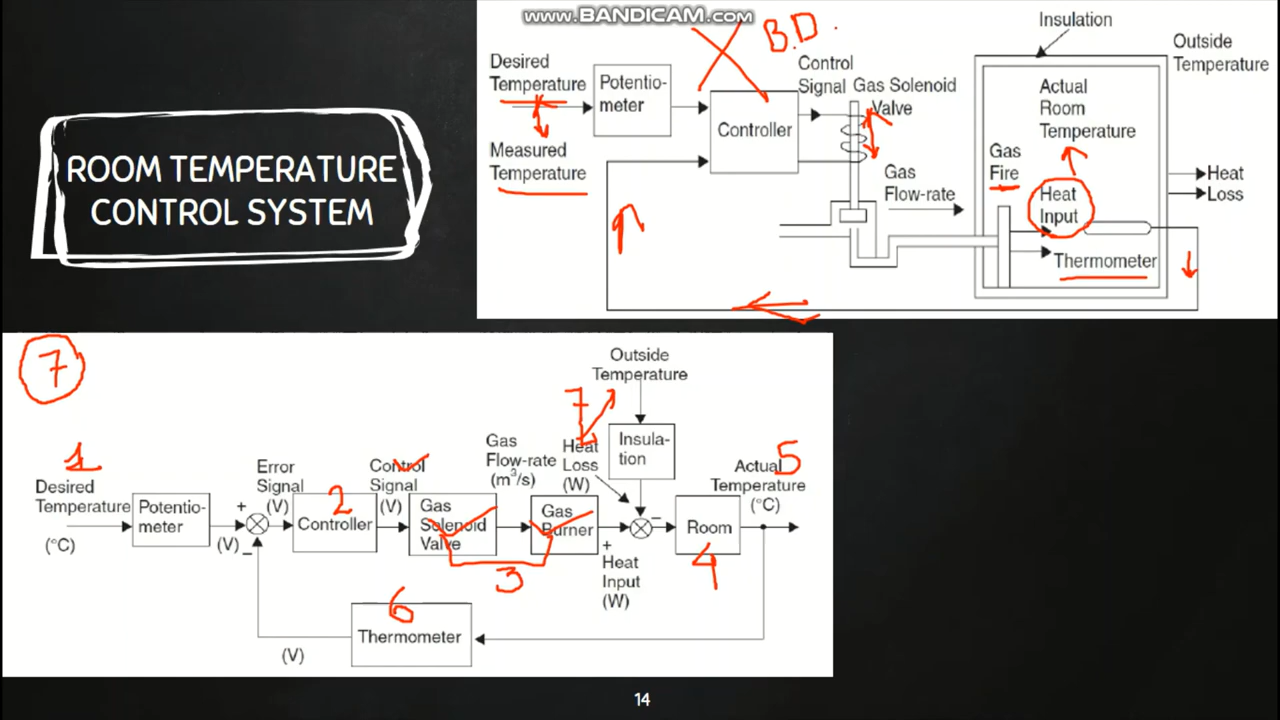 www.BANDICAM.com
ROOM TEMPERATURE
CONTROL SYSTEM
B.D.
Insulation
Outside
Temperature
Desired
Temperature
Potentio-
meter
Control
Signal
Gas Solenoid
Valve
Actual
Room
Temperature
Controller
Measured
Temperature
Gas
Flow-rate
Gas
Fire
Heat
Input
Heat
Loss
Thermometer
7
Outside
Temperature
7
1
Desired
Temperature
(°C)
Potentio-
meter
(V)
+
−
Error
Signal
(V)
2
Controller
Control
Signal
(V)
Gas
Solenoid
Valve
Gas
Flow-rate
(m³/s)
Gas
Burner
3
Heat
Loss
(W)
Insula-
tion
−
+
Heat
Input
(W)
Room
4
5
Actual
Temperature
(°C)
6
Thermometer
(V)
14